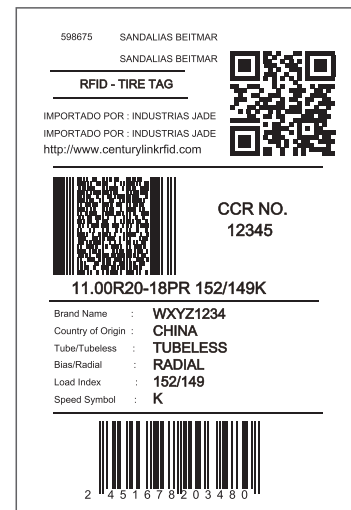 598675 SANDALIAS BEITMAR
SANDALIAS BEITMAR
RFID - TIRE TAG
IMPORTADO POR : INDUSTRIAS JADE
IMPORTADO POR : INDUSTRIAS JADE
http://www.centurylinkrfid.com
CCR NO.
12345
11.00R20-18PR 152/149K
Brand Name : WXYZ1234
Country of Origin : CHINA
Tube/Tubeless : TUBELESS
Bias/Radial : RADIAL
Load Index : 152/149
Speed Symbol : K
2 451678 203480